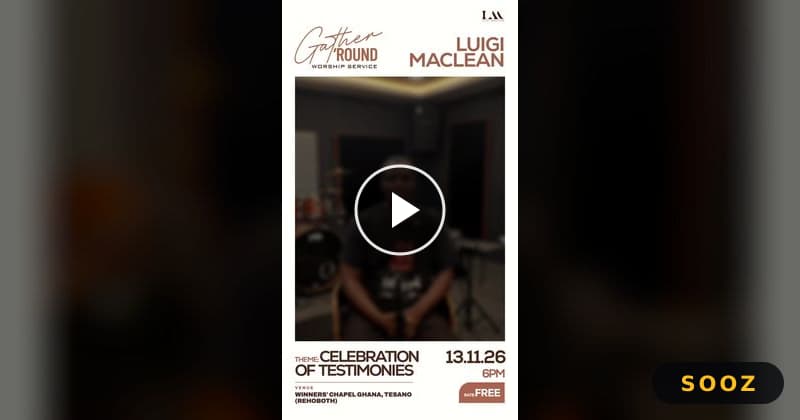 LM
Gather
'ROUND
WORSHIP SERVICE
LUIGI
MACLEAN
THEME: CELEBRATION
OF TESTIMONIES
VENUE
WINNERS' CHAPEL GHANA, TESANO
(REHOBOTH)
13.11.26
6PM
RATE FREE
SOOZ